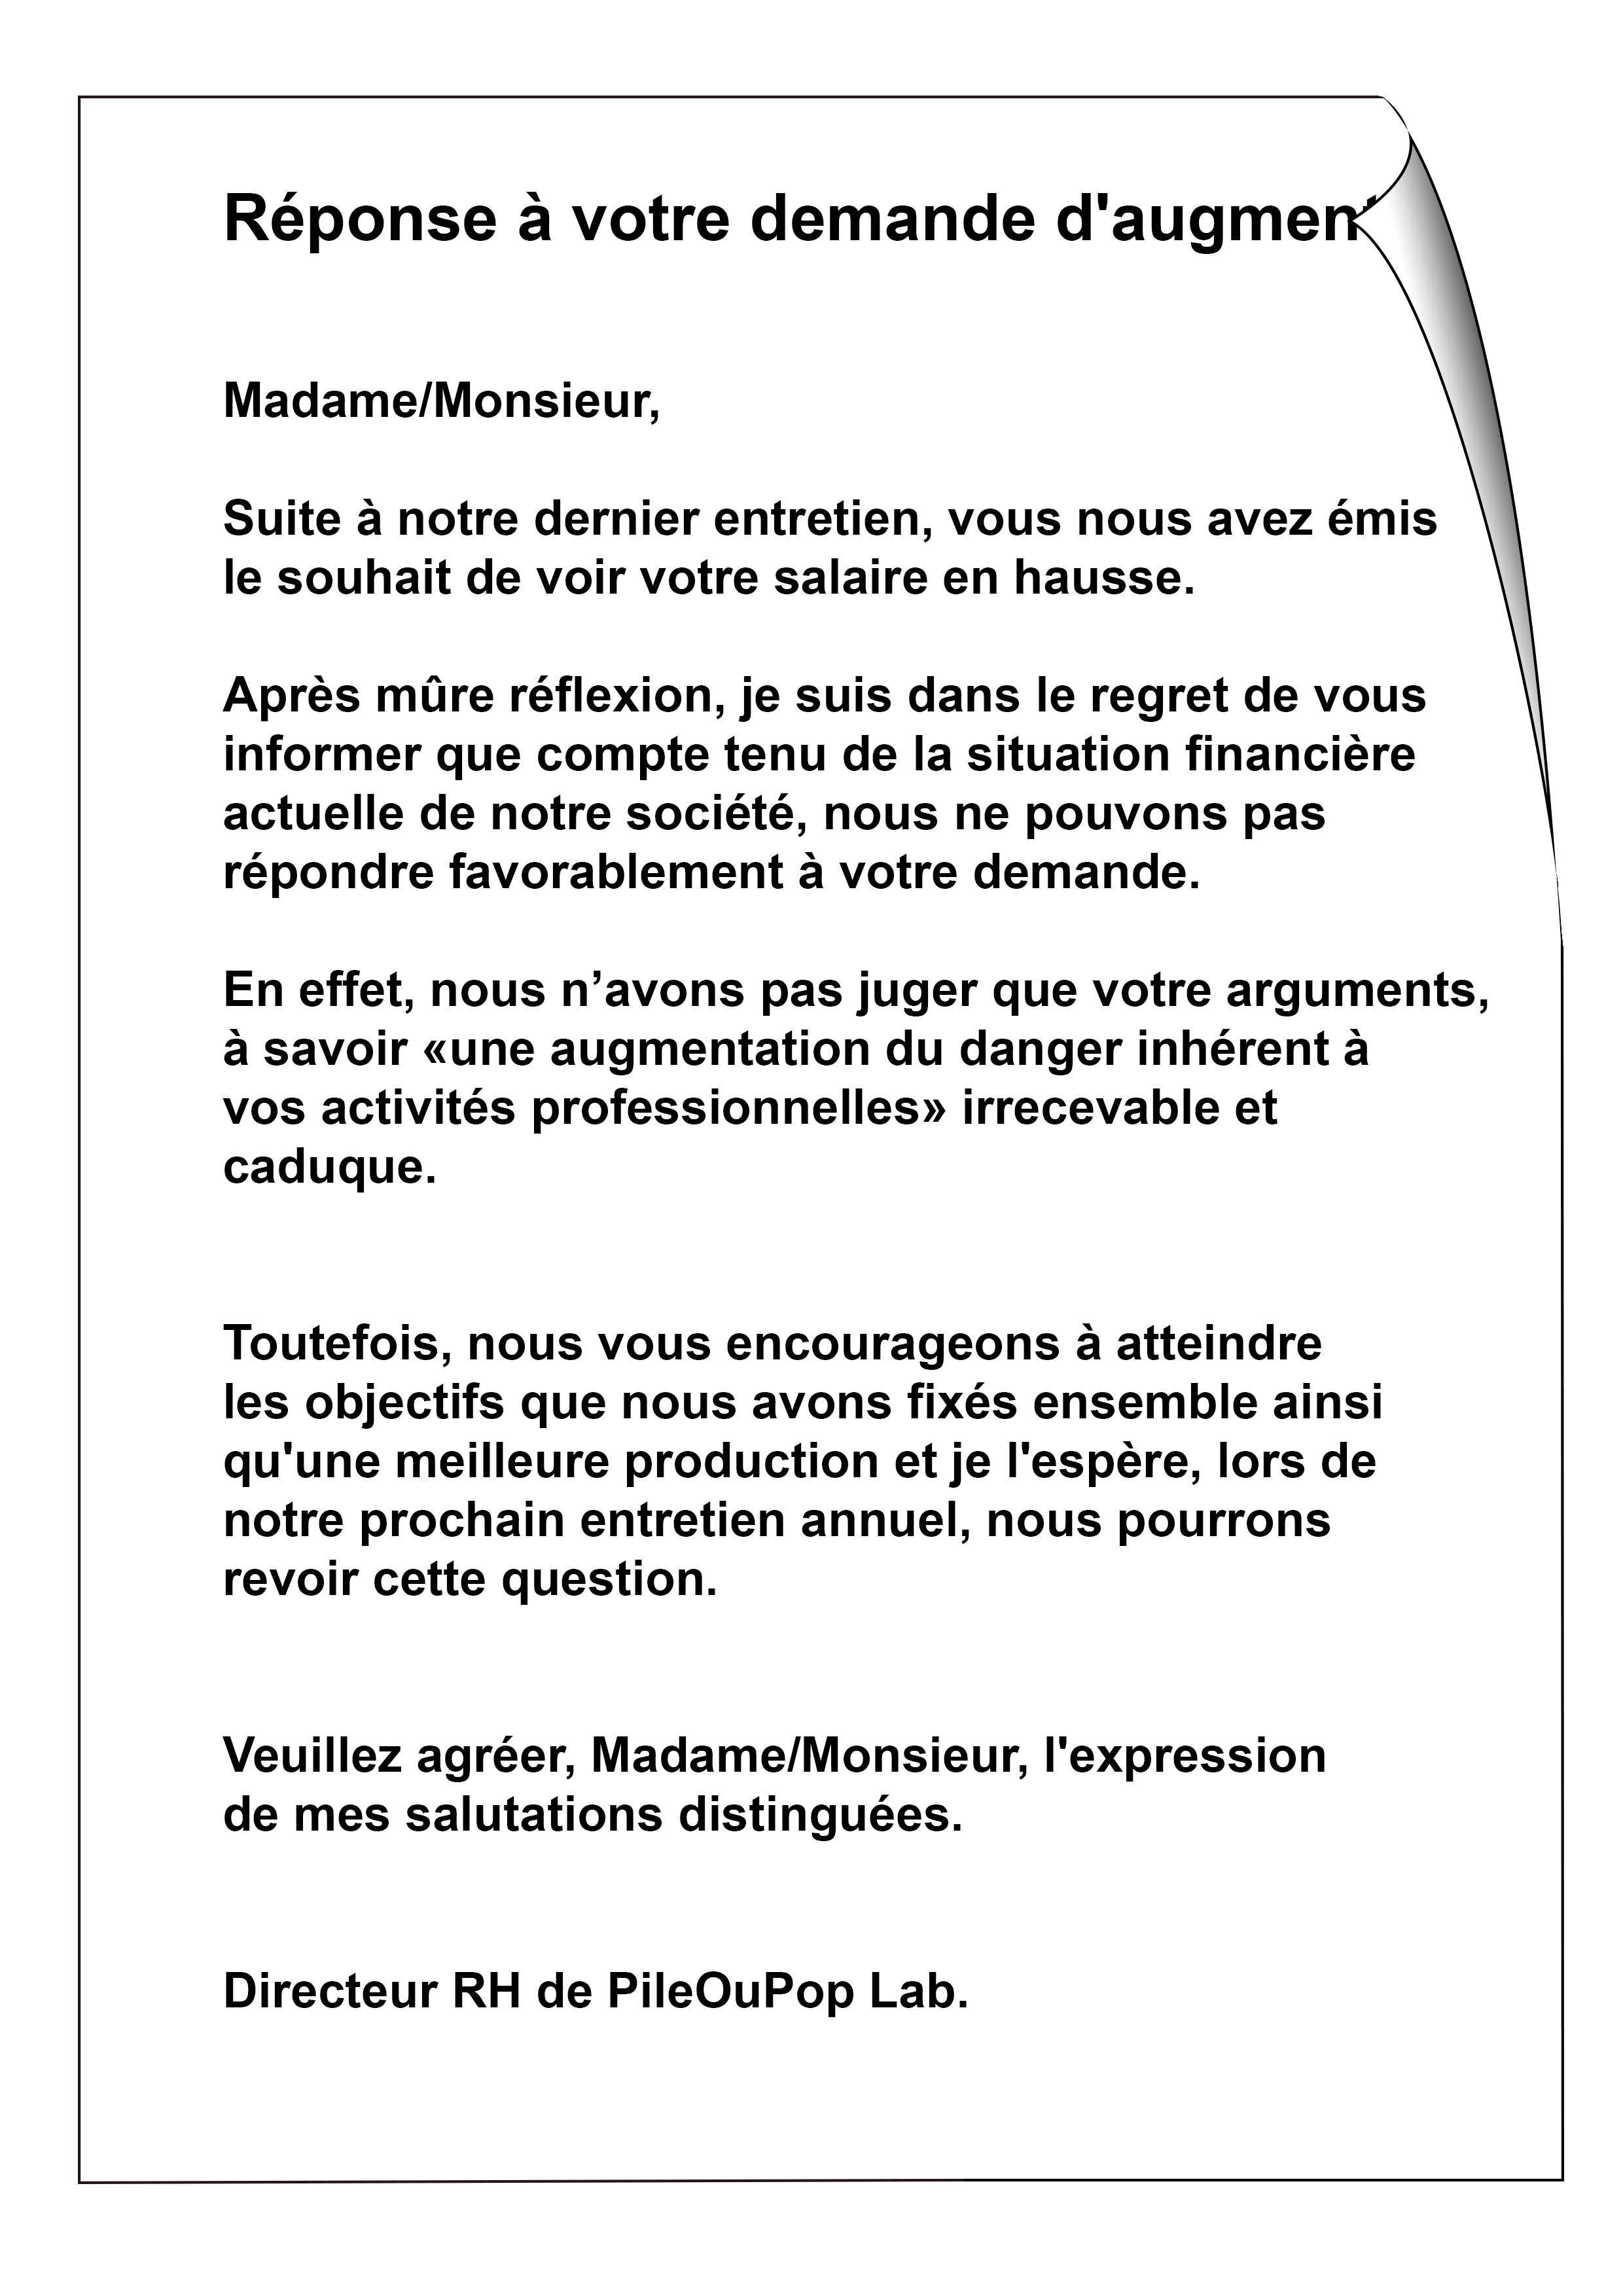 Réponse à votre demande d'augmen
Madame/Monsieur,
Suite à notre dernier entretien, vous nous avez émis
le souhait de voir votre salaire en hausse.
Après mûre réflexion, je suis dans le regret de vous
informer que compte tenu de la situation financière
actuelle de notre société, nous ne pouvons pas
répondre favorablement à votre demande.
En effet, nous n’avons pas juger que votre arguments,
à savoir «une augmentation du danger inhérent à
vos activités professionnelles» irrecevable et
caduque.
Toutefois, nous vous encourageons à atteindre
les objectifs que nous avons fixés ensemble ainsi
qu'une meilleure production et je l'espère, lors de
notre prochain entretien annuel, nous pourrons
revoir cette question.
Veuillez agréer, Madame/Monsieur, l'expression
de mes salutations distinguées.
Directeur RH de PileOuPop Lab.